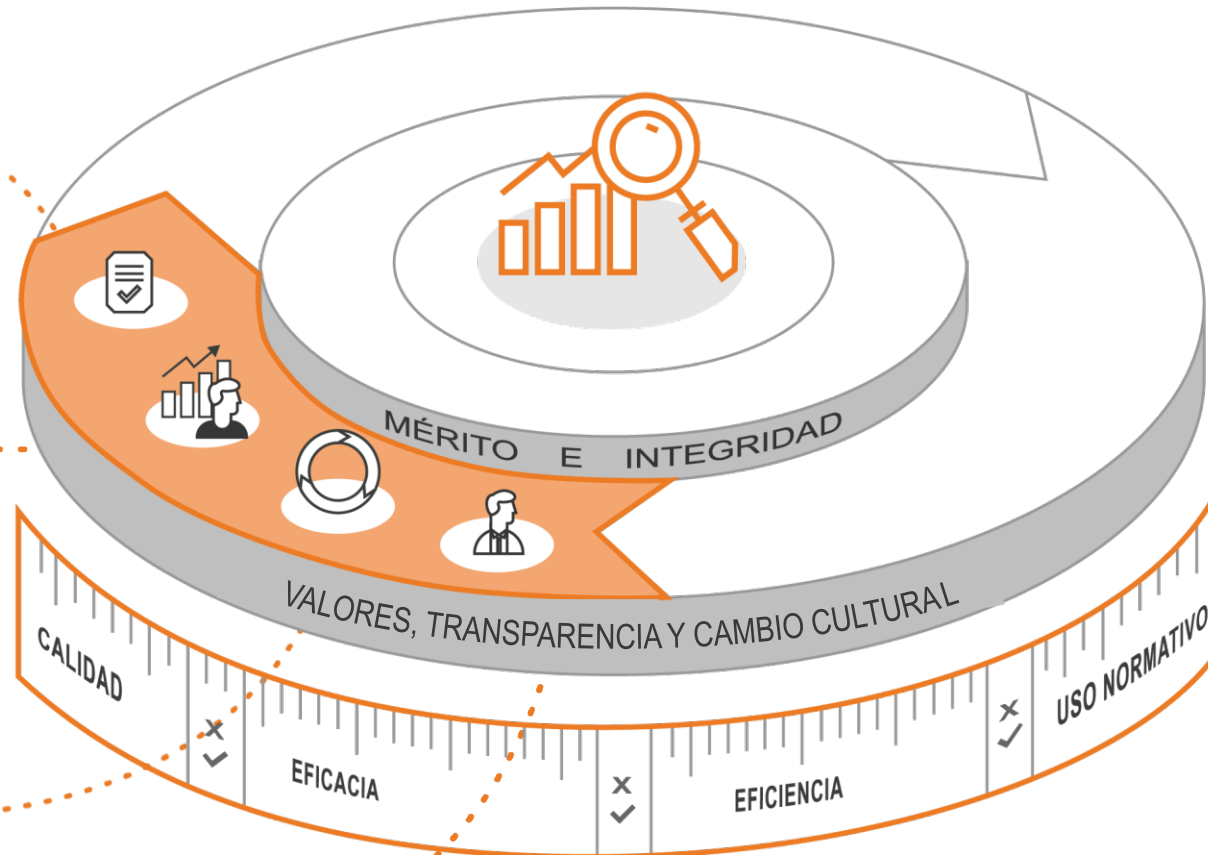 MÉRITO E INTEGRIDAD
VALORES, TRANSPARENCIA Y CAMBIO CULTURAL
CALIDAD
EFICACIA
EFICIENCIA
USO NORMATIVO